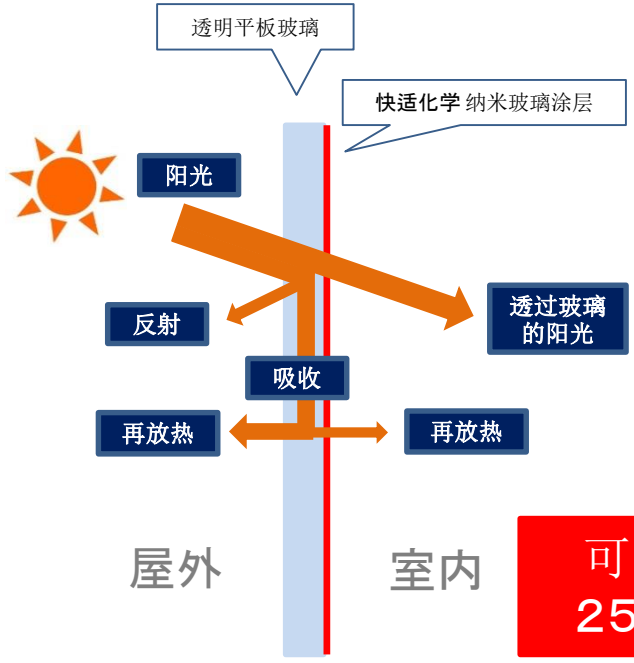 透明平板玻璃
快适化学 纳米玻璃涂层
阳光
反射
透过玻璃
的阳光
吸收
再放热
再放热
屋外
室内
可
25